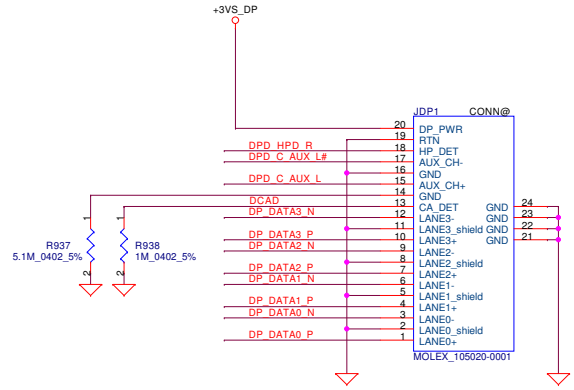 +3VS_DP
JDP1 CONN@
20 DP_PWR
19 RTN
DPD_HPD_R 18 HP_DET
DPD_C_AUX_L# 17 AUX_CH-
16 GND
DPD_C_AUX_L 15 AUX_CH+
14 GND
DCAD 13 CA_DET GND 24
DP_DATA3_N 12 LANE3- GND 23
11 LANE3_shield GND 22
DP_DATA3_P 10 LANE3+ GND 21
DP_DATA2_N 9 LANE2-
8 LANE2_shield
DP_DATA2_P 7 LANE2+
DP_DATA1_N 6 LANE1-
5 LANE1_shield
DP_DATA1_P 4 LANE1+
DP_DATA0_N 3 LANE0-
2 LANE0_shield
DP_DATA0_P 1 LANE0+
MOLEX_105020-0001
1 1
R937 R938
5.1M_0402_5% 1M_0402_5%
2 2